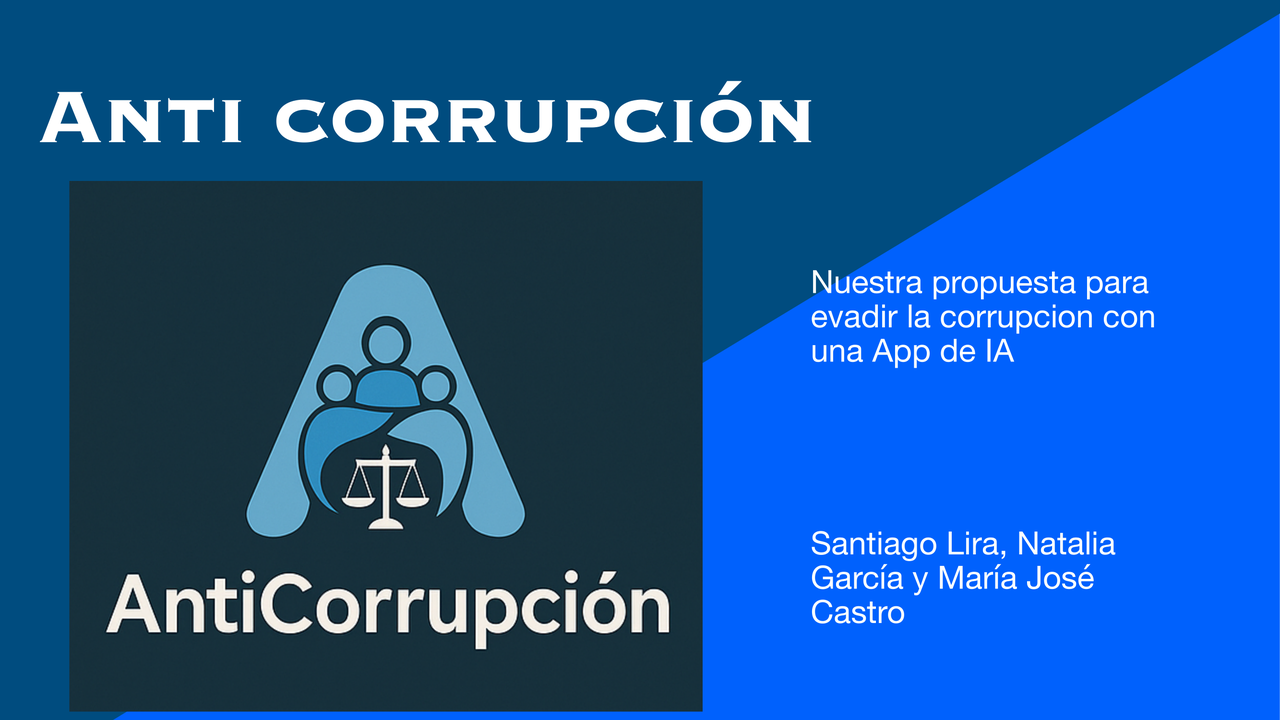 Anti corrupción
AntiCorrupción
Nuestra propuesta para
evadir la corrupcion con
una App de IA
Santiago Lira, Natalia
García y María José
Castro